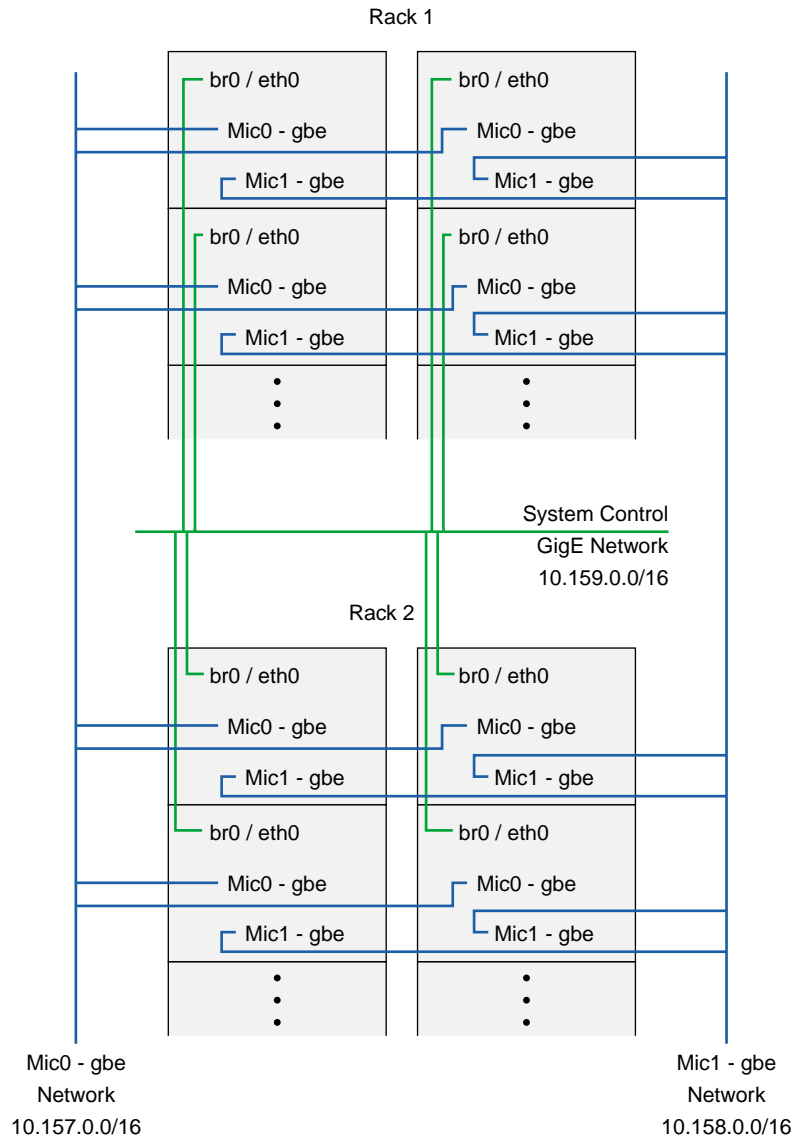 Rack 1
br0 / eth0
Mic0 - gbe
Mic1 - gbe
br0 / eth0
Mic0 - gbe
Mic1 - gbe
br0 / eth0
Mic0 - gbe
Mic1 - gbe
br0 / eth0
Mic0 - gbe
Mic1 - gbe
System Control
GigE Network
10.159.0.0/16
Rack 2
br0 / eth0
Mic0 - gbe
Mic1 - gbe
br0 / eth0
Mic0 - gbe
Mic1 - gbe
br0 / eth0
Mic0 - gbe
Mic1 - gbe
br0 / eth0
Mic0 - gbe
Mic1 - gbe
Mic0 - gbe
Network
10.157.0.0/16
Mic1 - gbe
Network
10.158.0.0/16